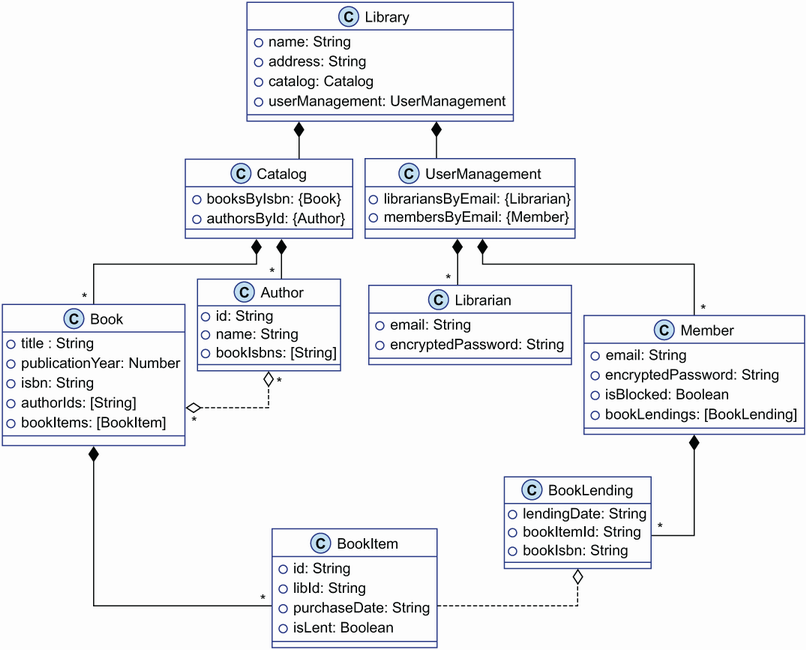 C Library
name: String
address: String
catalog: Catalog
userManagement: UserManagement
C Catalog
booksByIsbn: {Book}
authorsById: {Author}
C UserManagement
librariansByEmail: {Librarian}
membersByEmail: {Member}
*
*
*
*
C Book
title : String
publicationYear: Number
isbn: String
authorIds: [String]
bookItems: [BookItem]
C Author
id: String
name: String
bookIsbns: [String]
*
*
C Librarian
email: String
encryptedPassword: String
C Member
email: String
encryptedPassword: String
isBlocked: Boolean
bookLendings: [BookLending]
C BookLending
lendingDate: String
bookItemId: String
bookIsbn: String
*
C BookItem
id: String
libId: String
purchaseDate: String
isLent: Boolean
*